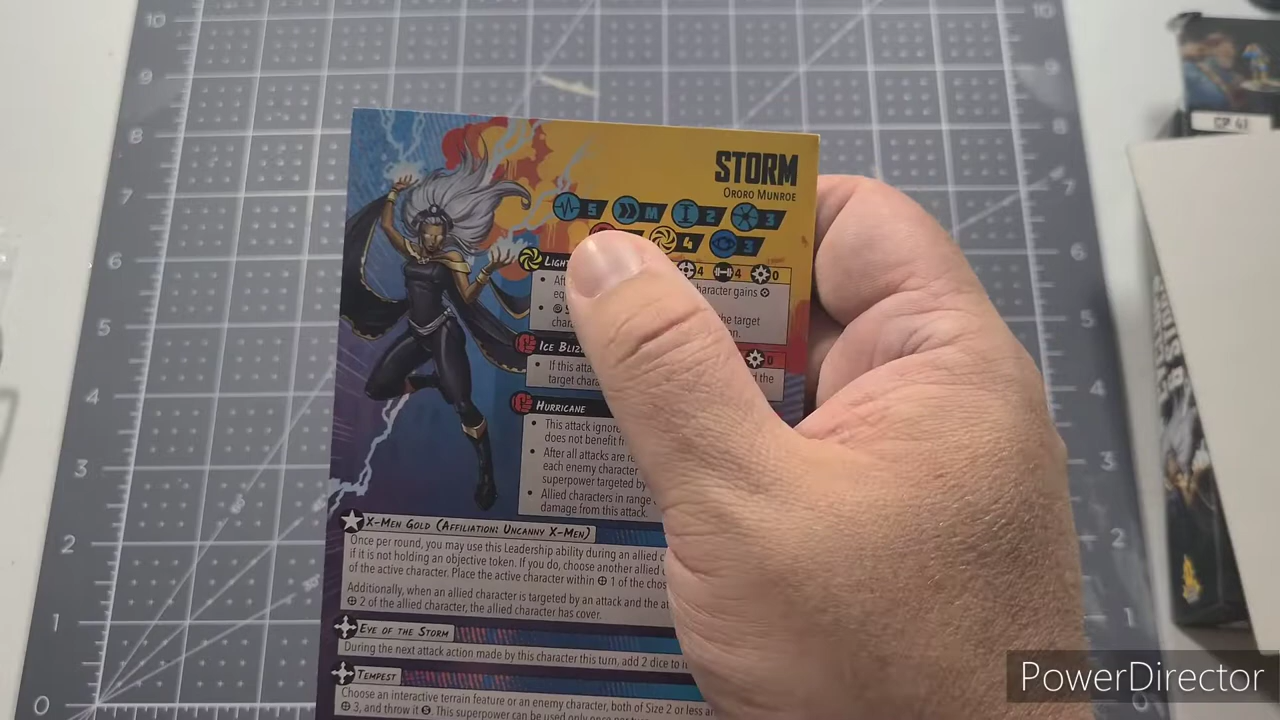 10
10
9
9
8
8
7
7
6
6
5
5
4
4
3
3
2
2
1
1
0
STORM
ORORO MUNROE
5 M 2 3
4 3
4 4 0
haracter gains
the target
ICE
0
If this atta
the
target chara
HURRICANE
This attack ignore
does not benefit
After all attacks are re
each enemy character
superpower targeted by
Allied characters in range
damage from this attack.
X-MEN GOLD (AFFILIATION: UNCANNY X-MEN)
Once per round, you may use this Leadership ability during an allied c
if it is not holding an objective token. If you do, choose another allied
of the active character. Place the active character within 1 of the chos
Additionally, when an allied character is targeted by an attack and the at
2 of the allied character, the allied character has cover.
EYE OF THE STORM
During the next attack action made by this character this turn, add 2 dice to
TEMPEST
Choose an interactive terrain feature or an enemy character, both of Size 2 or less
3, and throw it S. This superpower can be used only once per
CP 41
PowerDirector